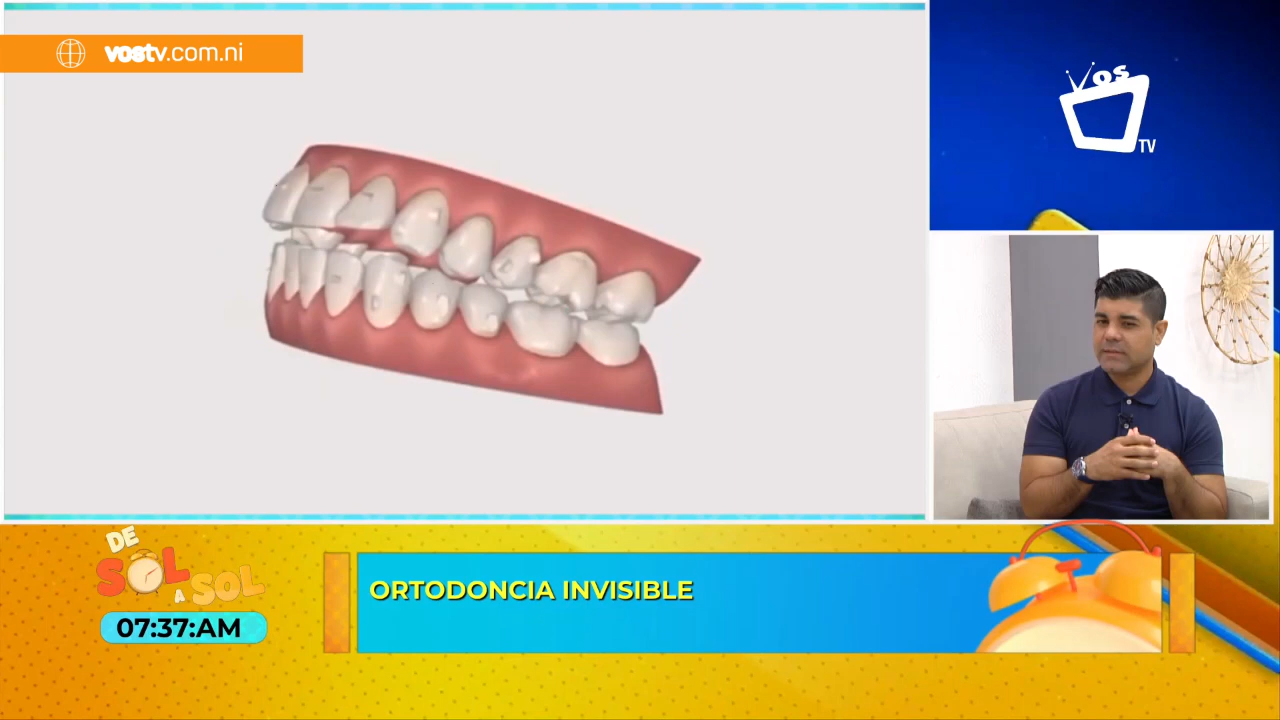 vostv.com.ni
VOS
TV
DE
SOL
A SOL
07:37:AM
ORTODONCIA INVISIBLE